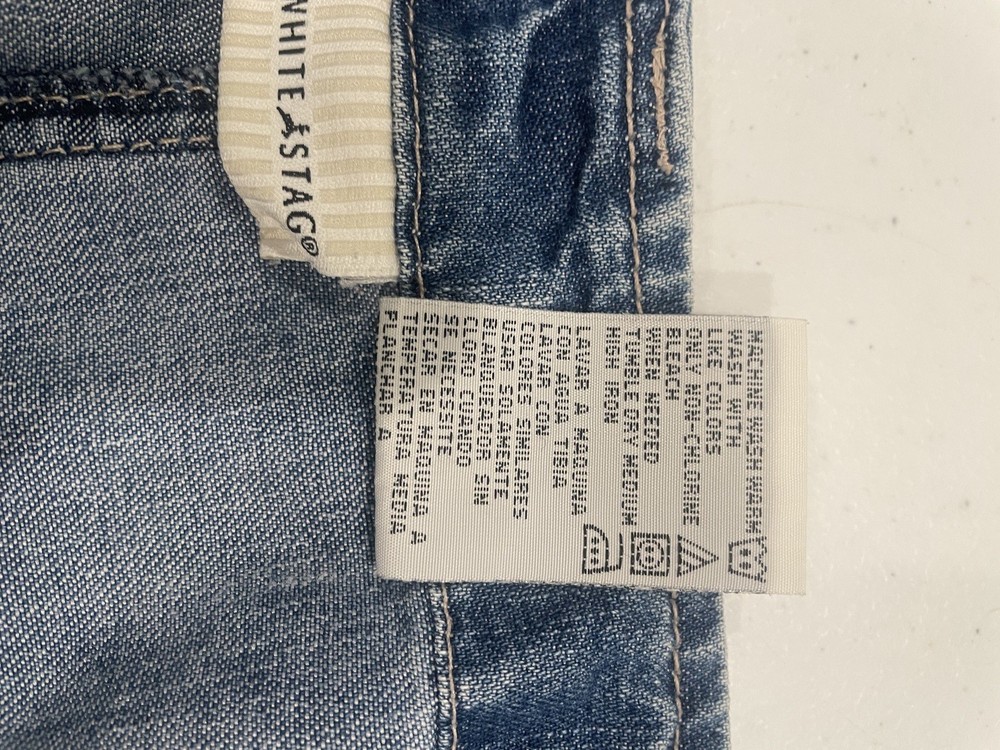 WHITE STAG®
MACHINE WASH WARM
WASH WITH
LIKE COLORS
ONLY NON-CHLORINE
BLEACH
WHEN NEEDED
TUMBLE DRY MEDIUM
HIGH IRON
LAVAR A MAQUINA
CON AGUA TIBIA
LAVAR CON
COLORES SIMILARES
USAR SOLAMENTE
BLANQUEADOR SIN
CLORO CUANDO
SE NECESITE
SECAR EN MAQUINA A
TEMPERATURA MEDIA
PLANCHAR A